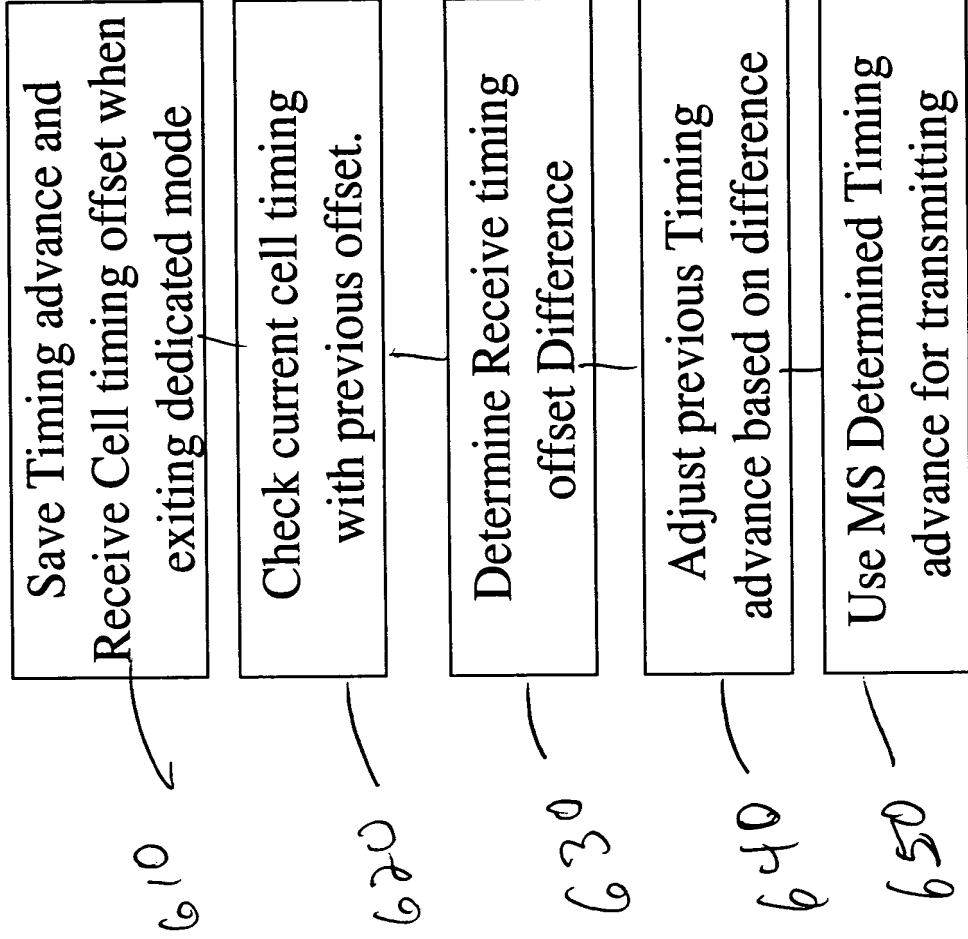 Save Timing advance and
Receive Cell timing offset when
exiting dedicated mode
610
Check current cell timing
with previous offset.
620
Determine Receive timing
offset Difference
630
Adjust previous Timing
advance based on difference
640
Use MS Determined Timing
advance for transmitting
650